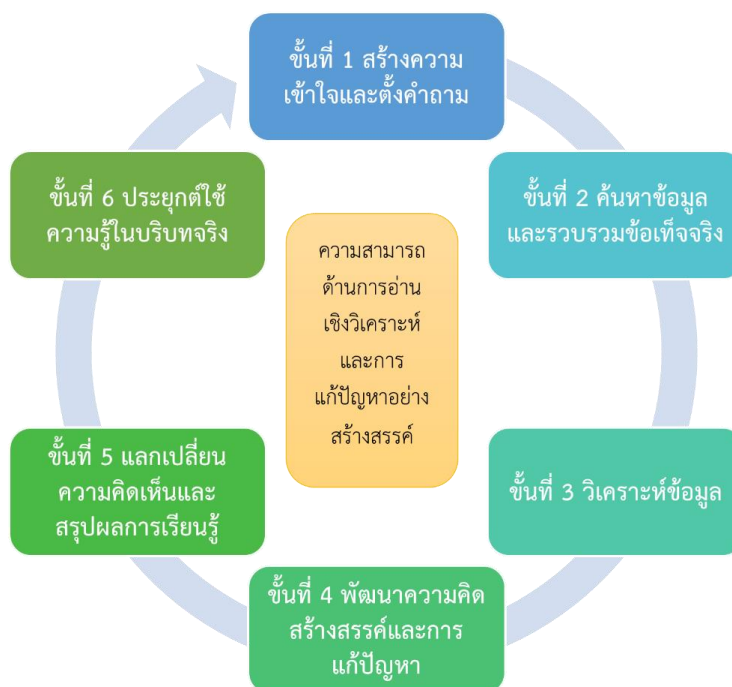 ขั้นที่ 1 สร้างความ
เข้าใจและตั้งคำถาม
ขั้นที่ 2 ค้นหาข้อมูล
และรวบรวมข้อเท็จจริง
ขั้นที่ 3 วิเคราะห์ข้อมูล
ขั้นที่ 4 พัฒนาความคิด
สร้างสรรค์และการ
แก้ปัญหา
ขั้นที่ 5 แลกเปลี่ยน
ความคิดเห็นและ
สรุปผลการเรียนรู้
ขั้นที่ 6 ประยุกต์ใช้
ความรู้ในบริบทจริง
ความสามารถ
ด้านการอ่าน
เชิงวิเคราะห์
และการ
แก้ปัญหาอย่าง
สร้างสรรค์